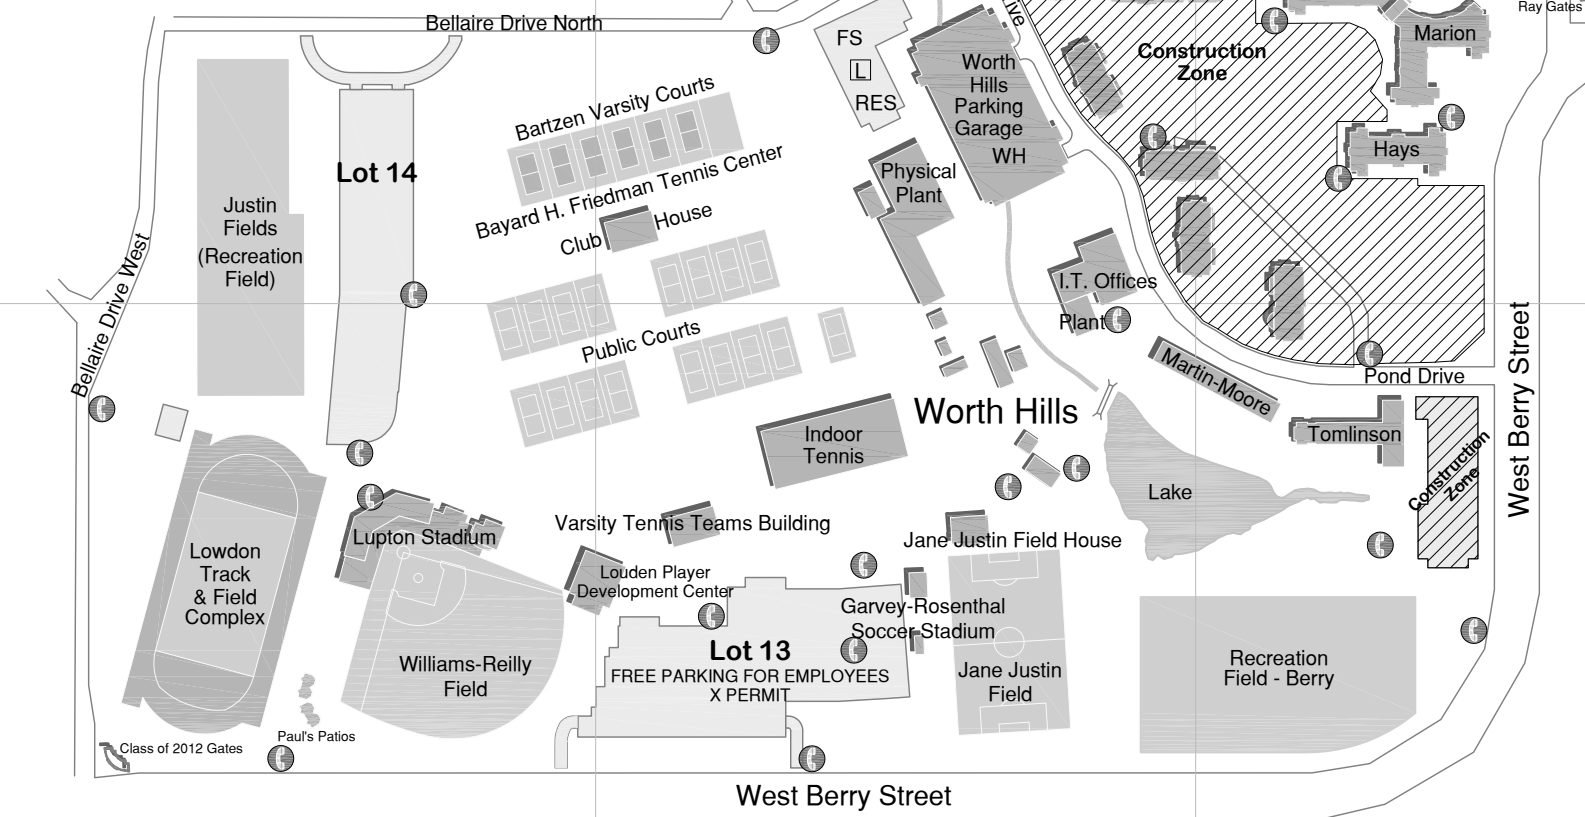 Bellaire Drive North
rive
Ray Gates
FS
L
RES
Worth
Hills
Parking
Garage
WH
Construction
Zone
Marion
Hays
Bartzen Varsity Courts
Bayard H. Friedman Tennis Center
Club House
Lot 14
Justin
Fields
(Recreation
Field)
Bellaire Drive West
Physical
Plant
I.T. Offices
Plant
Public Courts
Martin-Moore
Pond Drive
West Berry Street
Worth Hills
Indoor
Tennis
Tomlinson
Construction
Zone
Lake
Lupton Stadium
Varsity Tennis Teams Building
Jane Justin Field House
Lowdon
Track
& Field
Complex
Louden Player
Development Center
Garvey-Rosenthal
Soccer Stadium
Lot 13
FREE PARKING FOR EMPLOYEES
X PERMIT
Williams-Reilly
Field
Jane Justin
Field
Recreation
Field - Berry
Paul's Patios
Class of 2012 Gates
West Berry Street